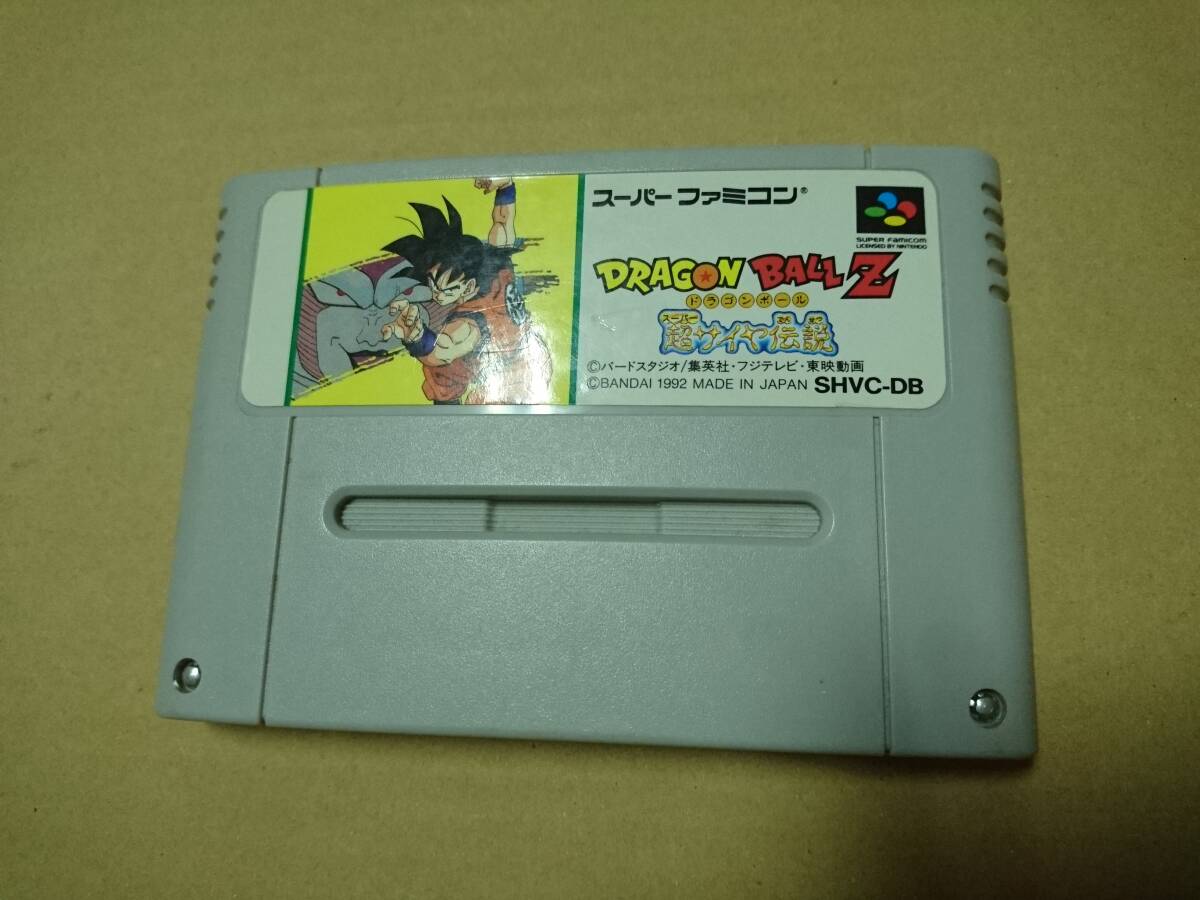 スーパー ファミコン®
SUPER FAMICOM
LICENSED BY NINTENDO
DRAGON BALL Z
ドラゴンボール
スーパー
超サイヤ伝説
©バードスタジオ/集英社・フジテレビ・東映動画
©BANDAI 1992 MADE IN JAPAN SHVC-DB